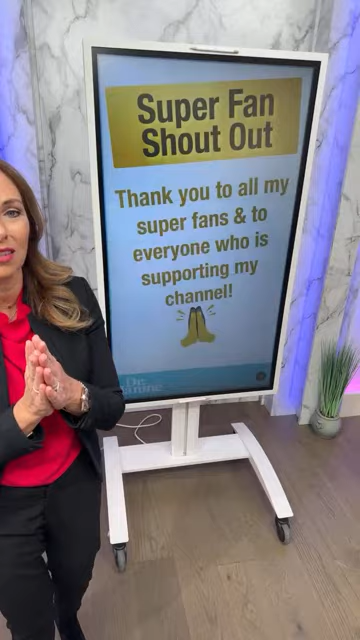 Super Fan
Shout Out
Thank you to all my
super fans & to
everyone who is
supporting my
channel!